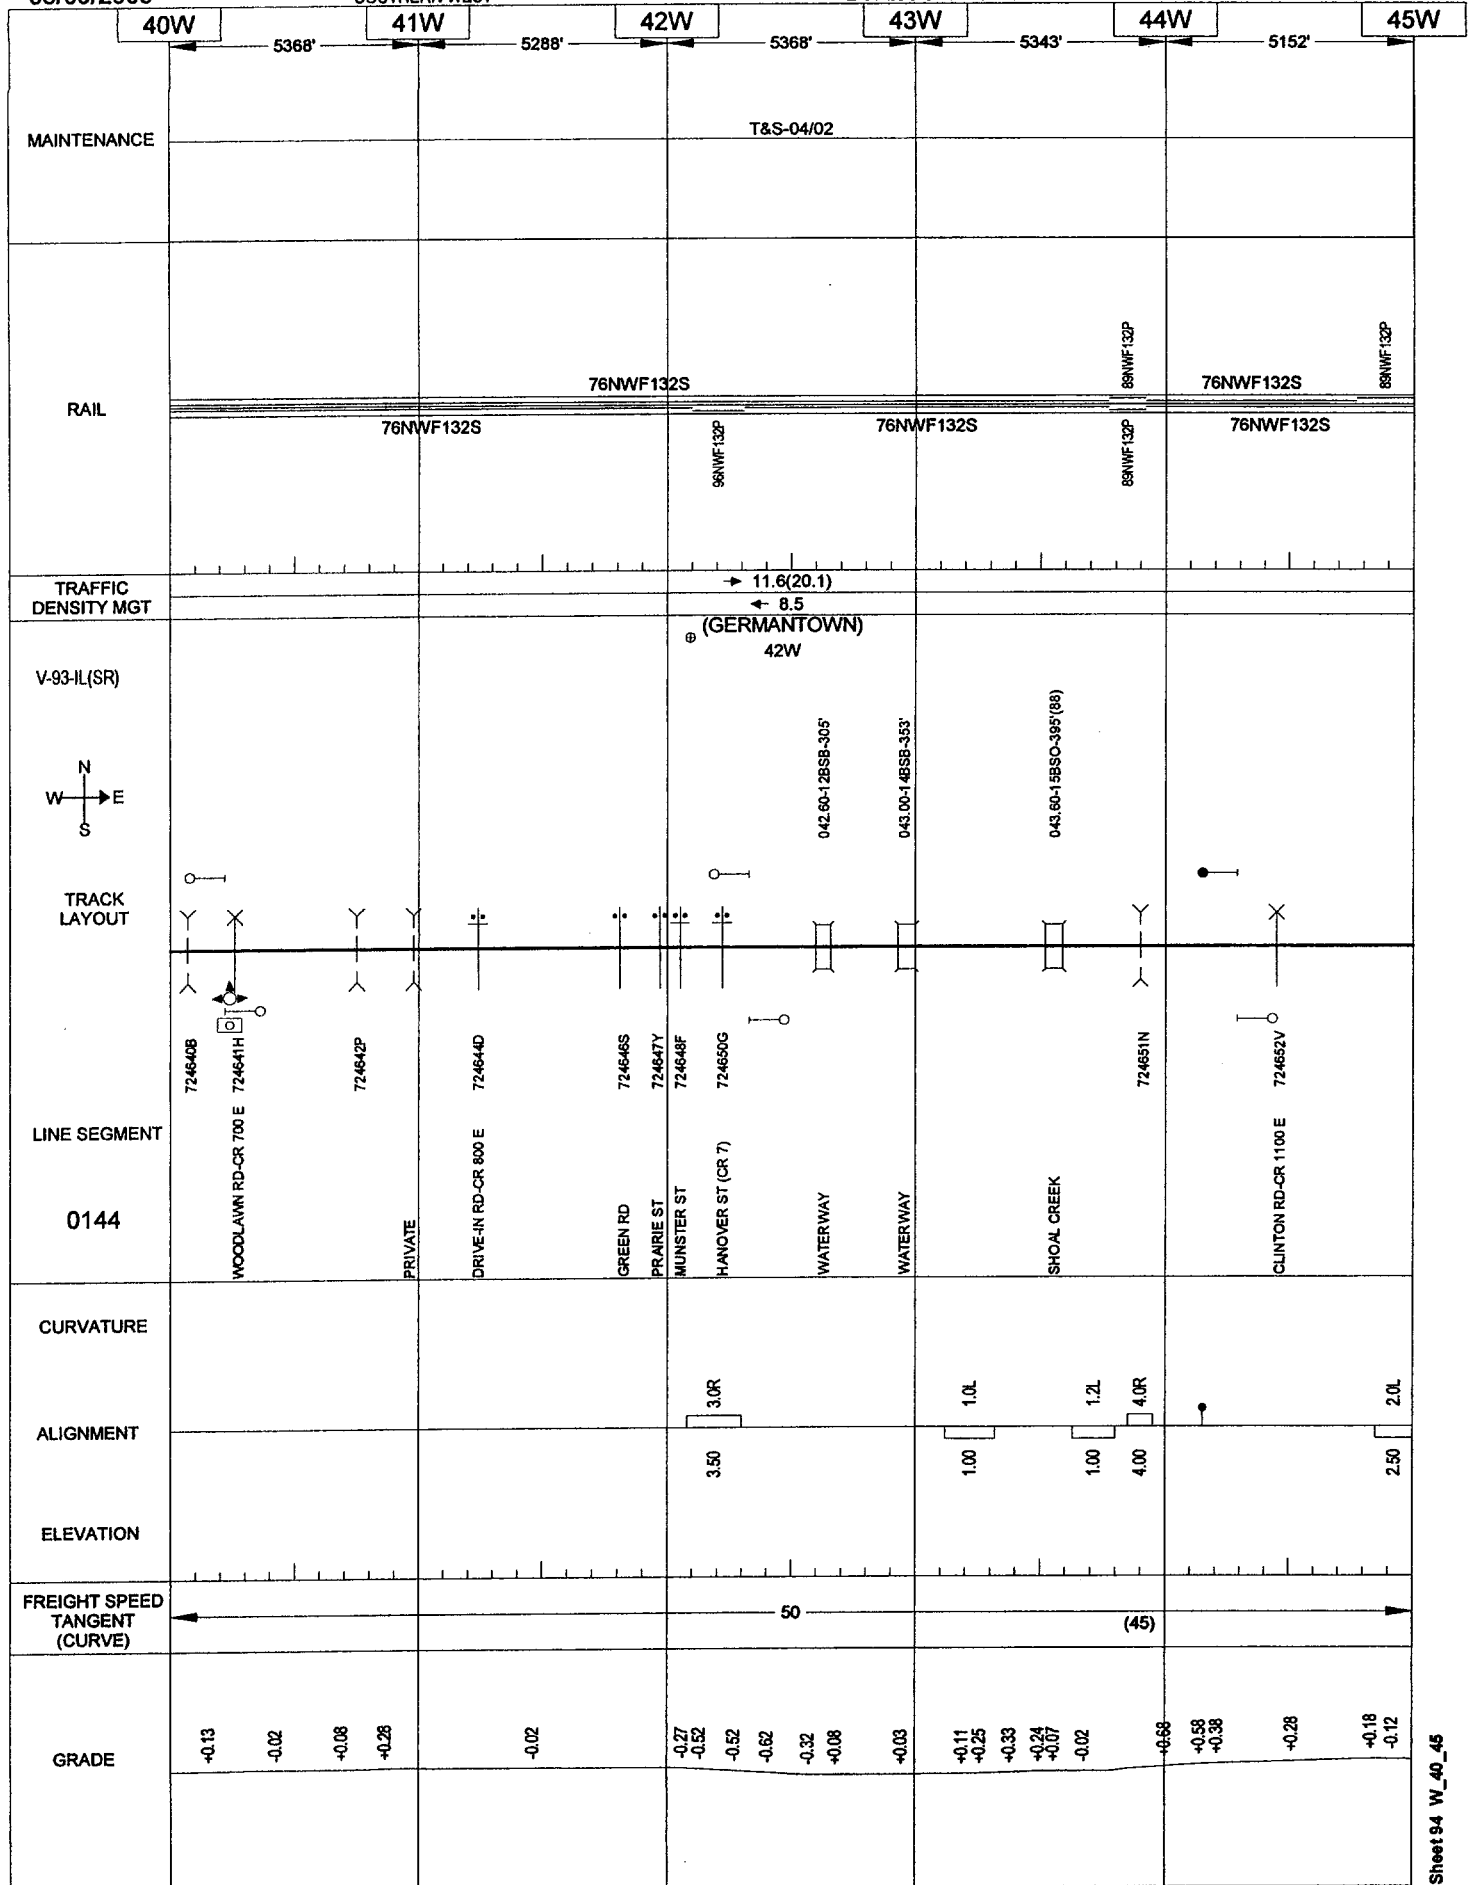 40W 41W 42W 43W 44W 45W
5368' 5288' 5368' 5343' 5152'
MAINTENANCE
T&S-04/02
RAIL
76NWF132S
76NWF132S
96NWF132P
76NWF132S
89NWF132P
89NWF132P
76NWF132S
76NWF132S
89NWF132P
TRAFFIC
DENSITY MGT
11.6(20.1)
8.5
(GERMANTOWN)
42W
V-93-IL(SR)
N
W E
S
042.60-12BSB-305'
043.00-14BSB-353'
043.60-15BSO-395'(88)
TRACK
LAYOUT
724640B
724641H
724642P
724644D
724646S
724647Y
724648F
724650G
724651N
724652V
LINE SEGMENT
0144
WOODLAWN RD-CR 700 E
PRIVATE
DRIVE-IN RD-CR 800 E
GREEN RD
PRAIRIE ST
MUNSTER ST
HANOVER ST (CR 7)
WATERWAY
WATERWAY
SHOAL CREEK
CLINTON RD-CR 1100 E
CURVATURE
3.0R 1.0L 1.2L 4.0R 2.0L
ALIGNMENT
3.50 1.00 1.00 4.00 2.50
ELEVATION
FREIGHT SPEED
TANGENT
(CURVE)
50
(45)
GRADE
+0.13 -0.02 +0.08 +0.28 -0.02 -0.27 -0.52 -0.52 -0.62 -0.32 +0.08 +0.03 +0.11 +0.25 +0.33 +0.24 +0.07 -0.02 +0.68 +0.58 +0.38 +0.28 +0.18 -0.12
Sheet 94 W_40_45